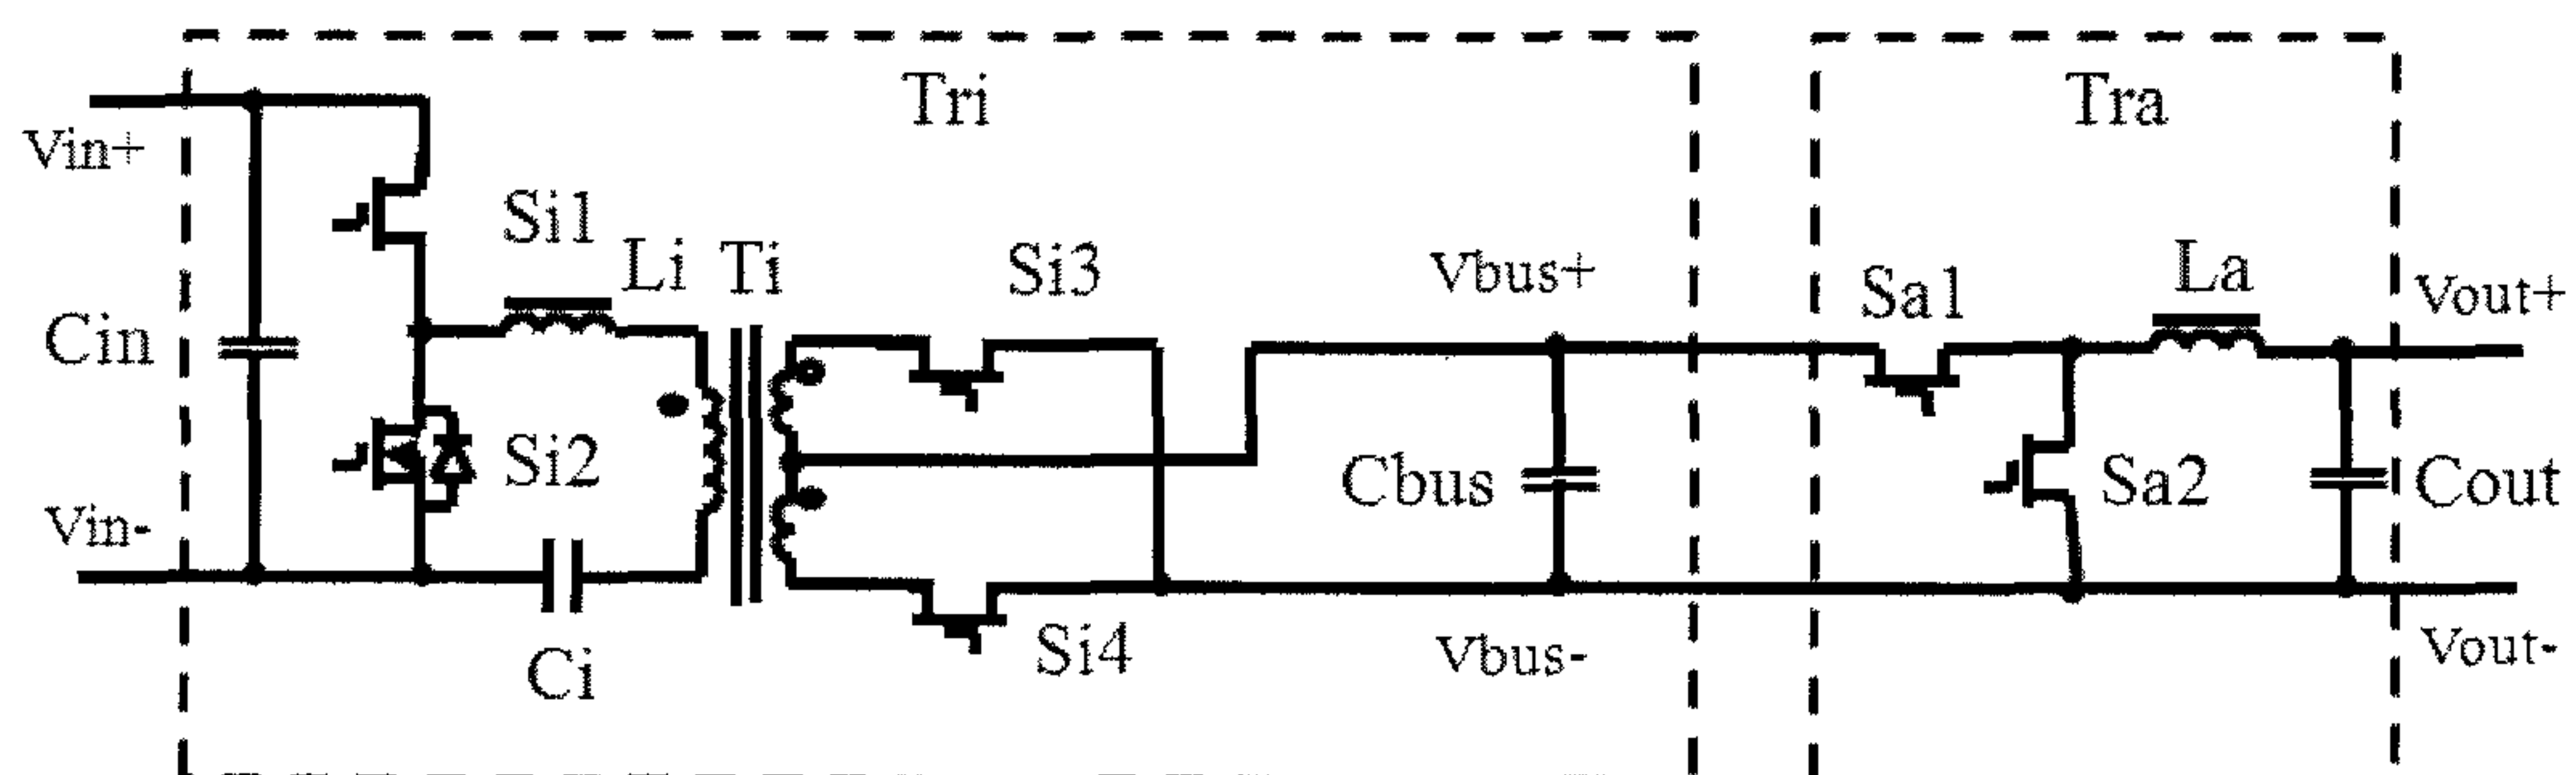 Tri
Tra
Vin+
Si1
Li
Ti
Si3
Vbus+
Sa1
La
Vout+
Cin
Si2
Cbus
Sa2
Cout
Vin-
Ci
Si4
Vbus-
Vout-